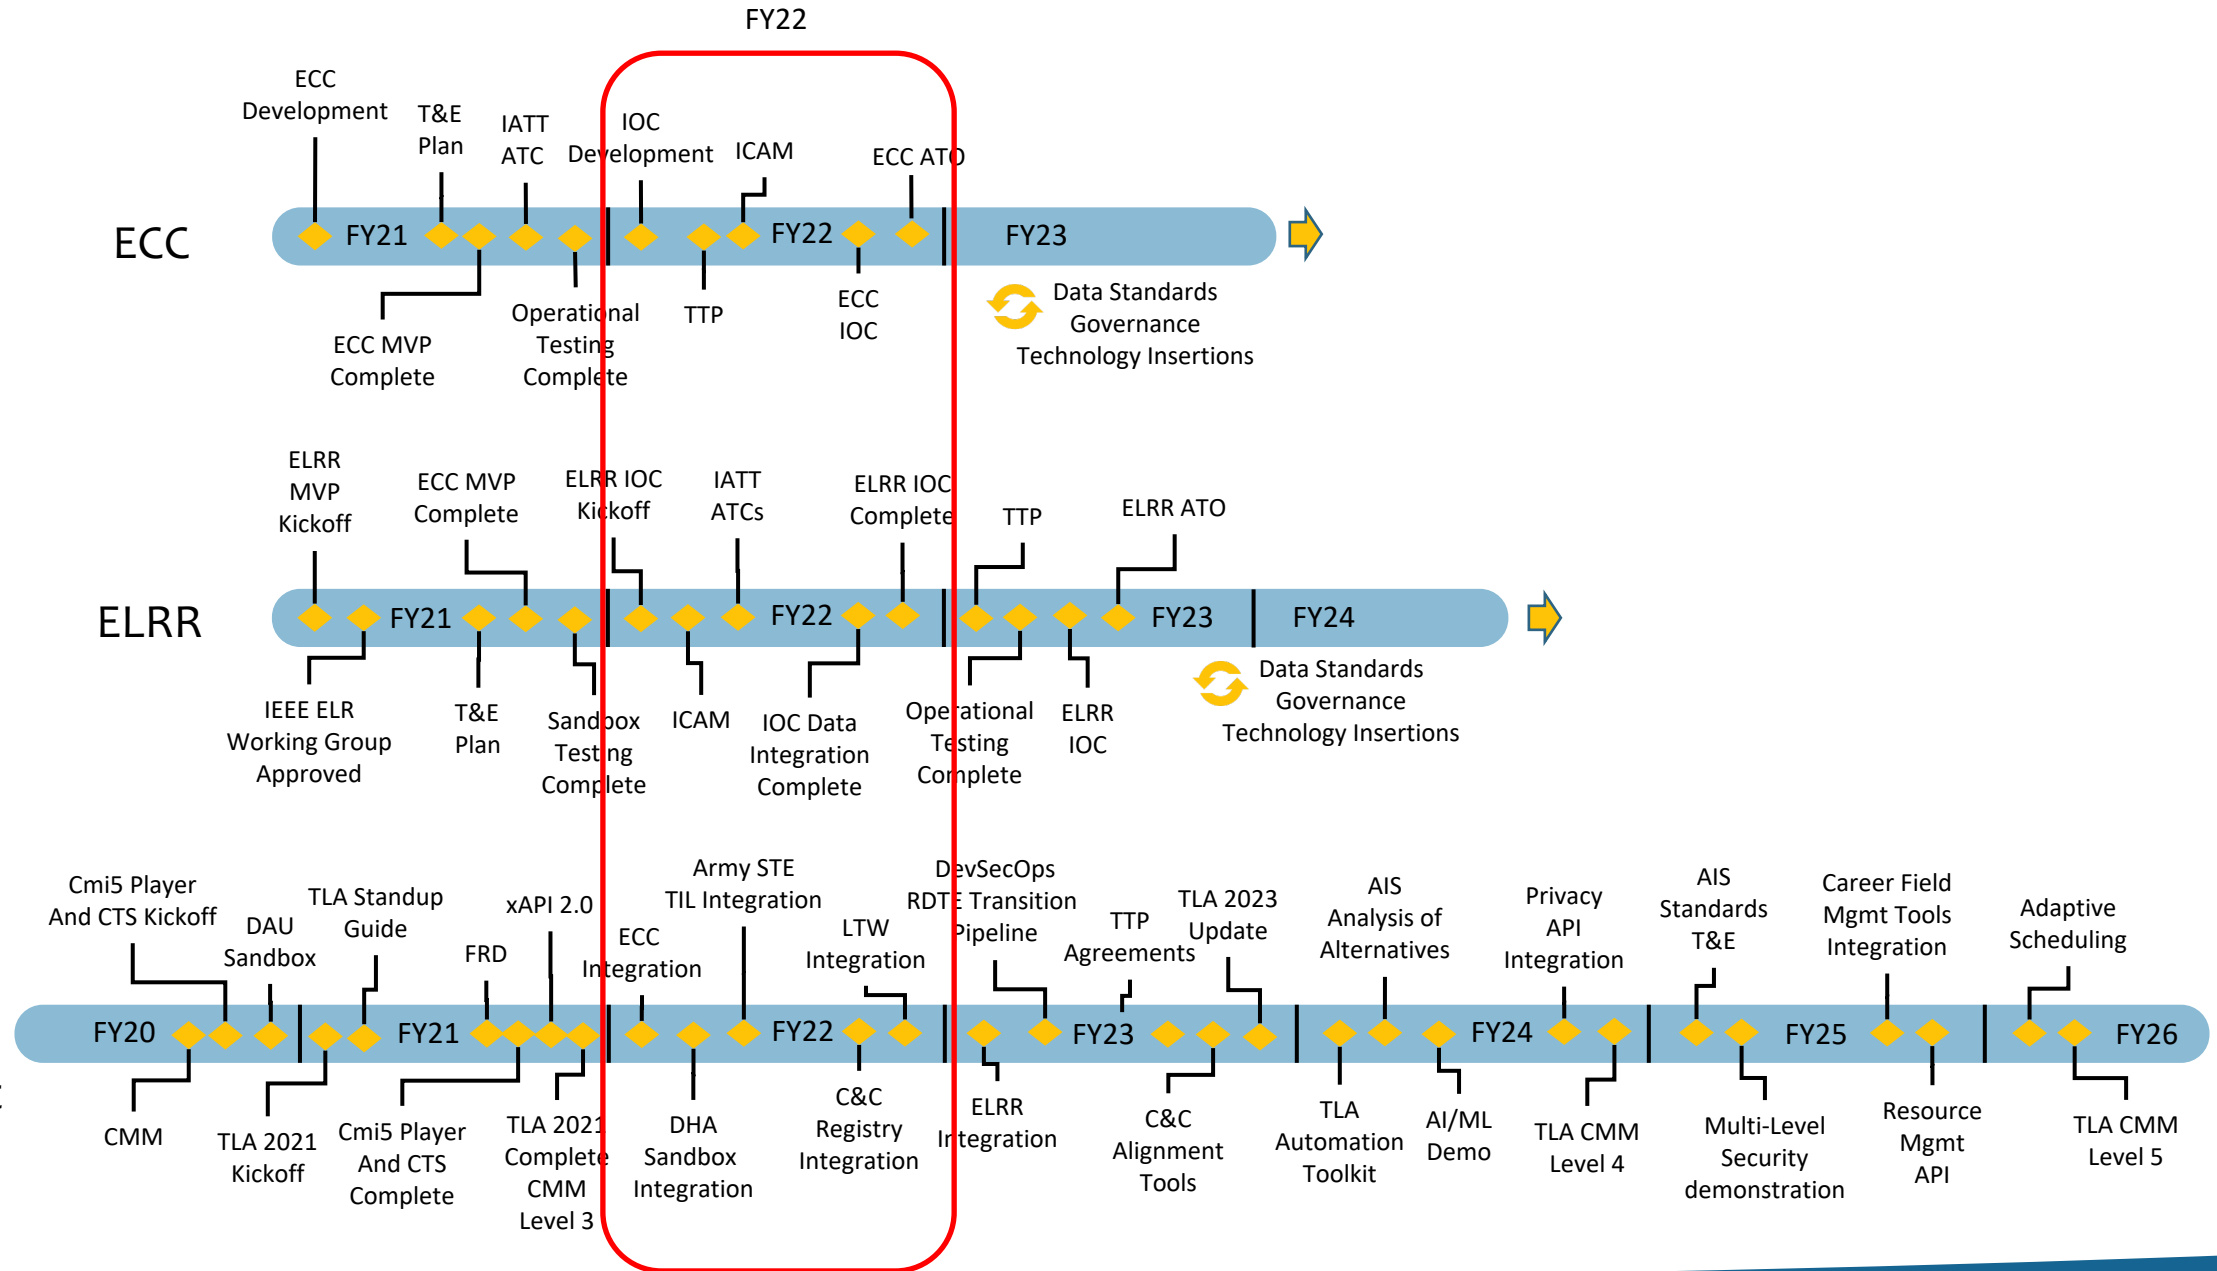 FY22
ECC
Development
T&E
Plan
IATT
ATC
IOC
Development
ICAM
ECC ATO
ECC
FY21
FY22
FY23
ECC MVP
Complete
Operational
Testing
Complete
TTP
ECC
IOC
Data Standards
Governance
Technology Insertions
ELRR
MVP
Kickoff
ECC MVP
Complete
ELRR IOC
Kickoff
IATT
ATCs
ELRR IOC
Complete
TTP
ELRR ATO
ELRR
FY21
FY22
FY23
FY24
IEEE ELR
Working Group
Approved
T&E
Plan
Sandbox
Testing
Complete
ICAM
IOC Data
Integration
Complete
Operational
Testing
Complete
ELRR
IOC
Data Standards
Governance
Technology Insertions
Cmi5 Player
And CTS Kickoff
DAU
Sandbox
TLA Standup
Guide
FRD
xAPI 2.0
ECC
Integration
Army STE
TIL Integration
LTW
Integration
DevSecOps
RDTE Transition
Pipeline
TTP
Agreements
TLA 2023
Update
AIS
Analysis of
Alternatives
Privacy
API
Integration
AIS
Standards
T&E
Career Field
Mgmt Tools
Integration
Adaptive
Scheduling
FY20
FY21
FY22
FY23
FY24
FY25
FY26
CMM
TLA 2021
Kickoff
Cmi5 Player
And CTS
Complete
TLA 2021
Complete
CMM
Level 3
DHA
Sandbox
Integration
C&C
Registry
Integration
ELRR
Integration
C&C
Alignment
Tools
TLA
Automation
Toolkit
AI/ML
Demo
TLA CMM
Level 4
Multi-Level
Security
demonstration
Resource
Mgmt
API
TLA CMM
Level 5